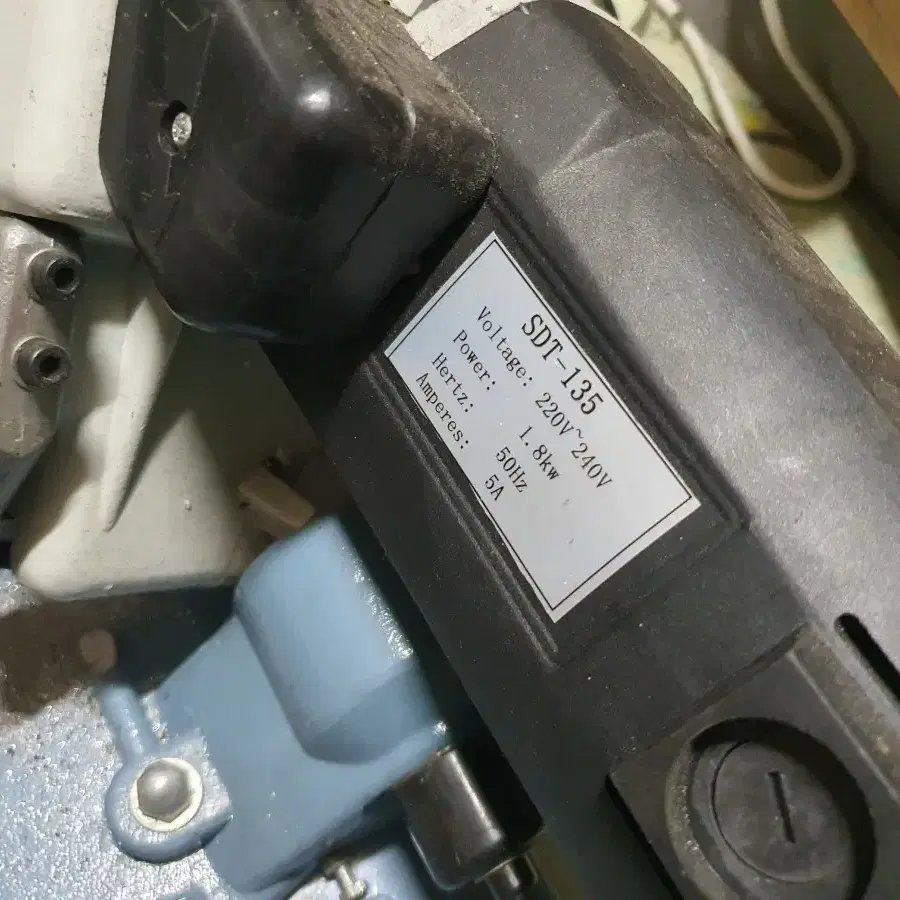 SDT-135
Voltage: 220V~240V
Power: 1.8kw
Hertz: 50Hz
Amperes: 5A